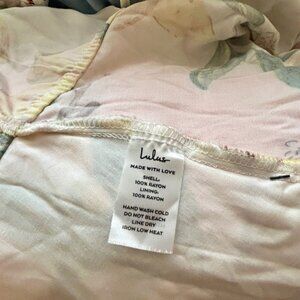 Lulus
MADE WITH LOVE
SHELL:
100% RAYON
LINING:
100% RAYON
HAND WASH COLD
DO NOT BLEACH
LINE DRY
IRON LOW HEAT